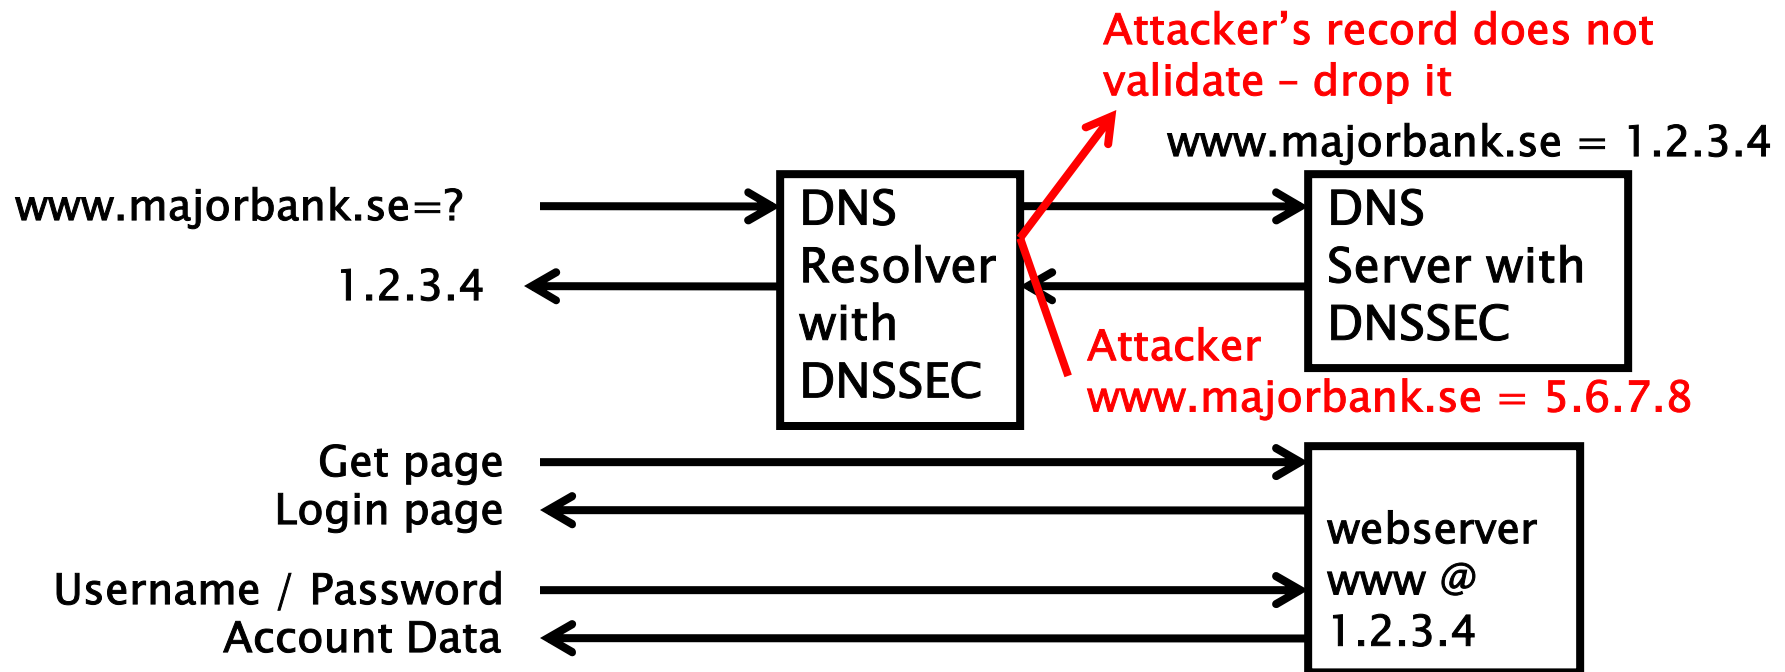 Attacker’s record does not
validate – drop it
www.majorbank.se = 1.2.3.4
www.majorbank.se=?
1.2.3.4
DNS
Resolver
with
DNSSEC
DNS
Server with
DNSSEC
Attacker
www.majorbank.se = 5.6.7.8
Get page
Login page
Username / Password
Account Data
webserver
www @
1.2.3.4